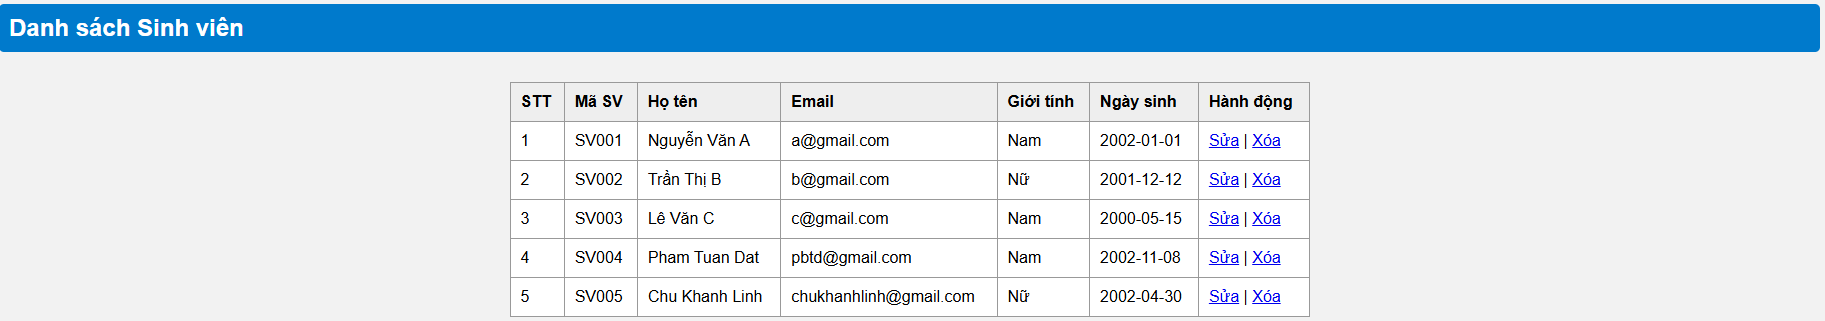 Danh sách Sinh viên
STT Mã SV Họ tên Email Giới tính Ngày sinh Hành động
1 SV001 Nguyễn Văn A a@gmail.com Nam 2002-01-01 Sửa | Xóa
2 SV002 Trần Thị B b@gmail.com Nữ 2001-12-12 Sửa | Xóa
3 SV003 Lê Văn C c@gmail.com Nam 2000-05-15 Sửa | Xóa
4 SV004 Pham Tuan Dat pbtd@gmail.com Nam 2002-11-08 Sửa | Xóa
5 SV005 Chu Khanh Linh chukhanhlinh@gmail.com Nữ 2002-04-30 Sửa | Xóa